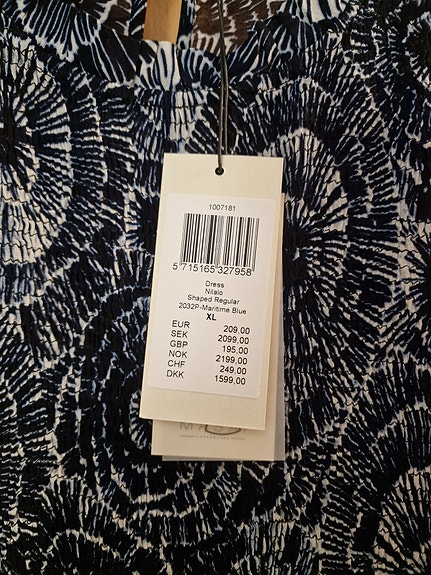 1007181
5 715165 327958
Dress
Nilalo
Shaped Regular
2032P-Maritime Blue
XL
EUR 209,00
SEK 2099,00
GBP 195,00
NOK 2199,00
CHF 249,00
DKK 1599,00